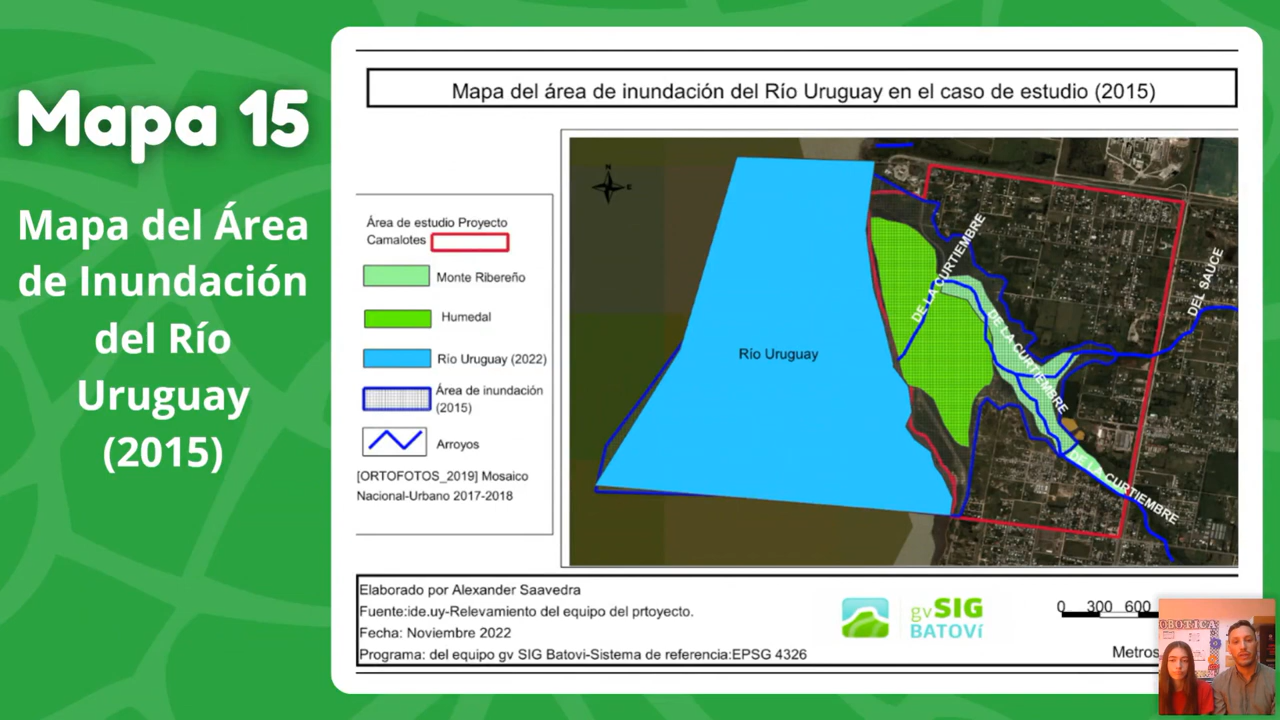 Mapa 15
Mapa del Área
de Inundación
del Río
Uruguay
(2015)
Mapa del área de inundación del Río Uruguay en el caso de estudio (2015)
Área de estudio Proyecto
Camalotes
Monte Ribereño
Humedal
Río Uruguay (2022)
Área de inundación
(2015)
Arroyos
[ORTOFOTOS_2019] Mosaico
Nacional-Urbano 2017-2018
N
E
Río Uruguay
DE LA CURTIEMBRE
DE LA CURTIEMBRE
DEL SAUCE
DE LA CURTIEMBRE
Elaborado por Alexander Saavedra
Fuente:ide.uy-Relevamiento del equipo del prtoyecto.
Fecha: Noviembre 2022
Programa: del equipo gv SIG Batovi-Sistema de referencia:EPSG 4326
gvSIG
BATOVÍ
0 300 600
Metros
OBOTICA